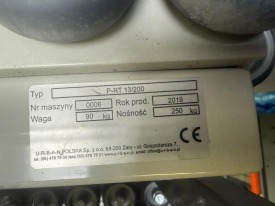 Typ P-RT 13/200
Nr maszyny 0008 Rok prod. 2019
Waga 90 kg Nośność 250 kg
U-R-B-A-N POLSKA Sp. z o.o. 68-200 Żary - ul. Gospodarcza 7,
CE